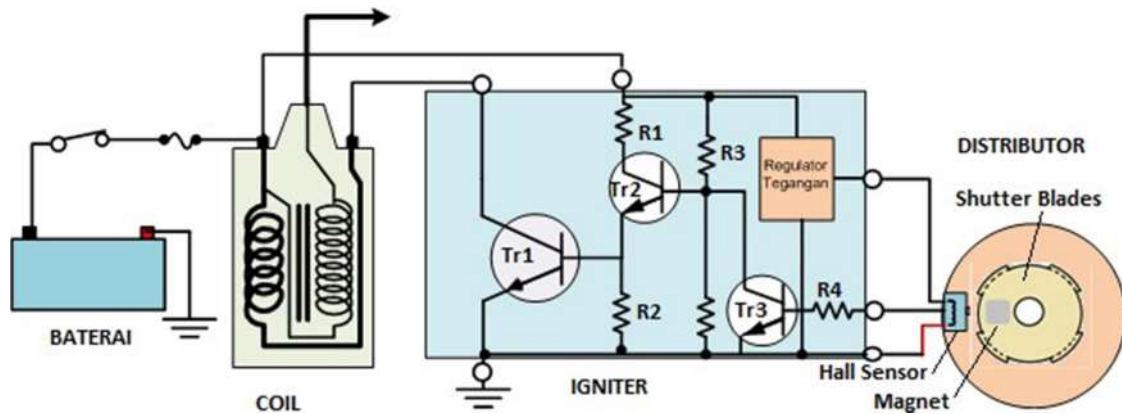 BATERAI
COIL
IGNITER
R1
R3
Tr2
Regulator
Tegangan
Tr1
R2
Tr3
R4
DISTRIBUTOR
Shutter Blades
Hall Sensor
Magnet